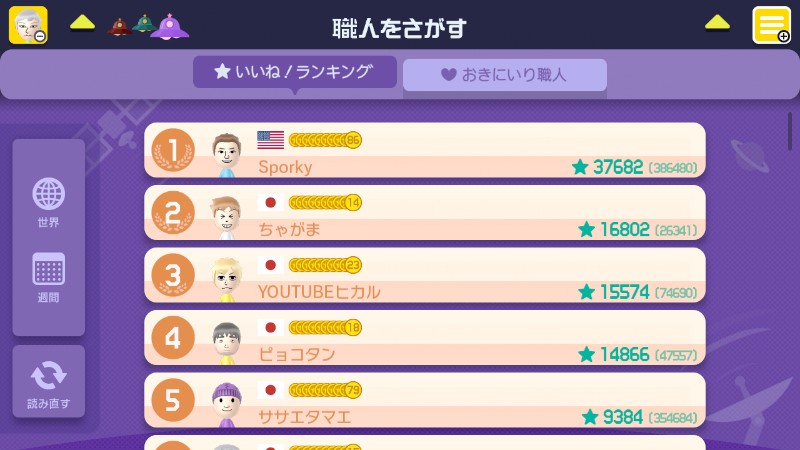 職人をさがす
いいね!ランキング
おきにいり職人
世界
週間
読み直す
1
86
Sporky
37682 (386480)
2
14
ちゃがま
16802 (26341)
3
23
YOUTUBEヒカル
15574 (74690)
4
18
ピョコタン
14866 (47557)
5
79
ササエタマエ
9384 (354684)